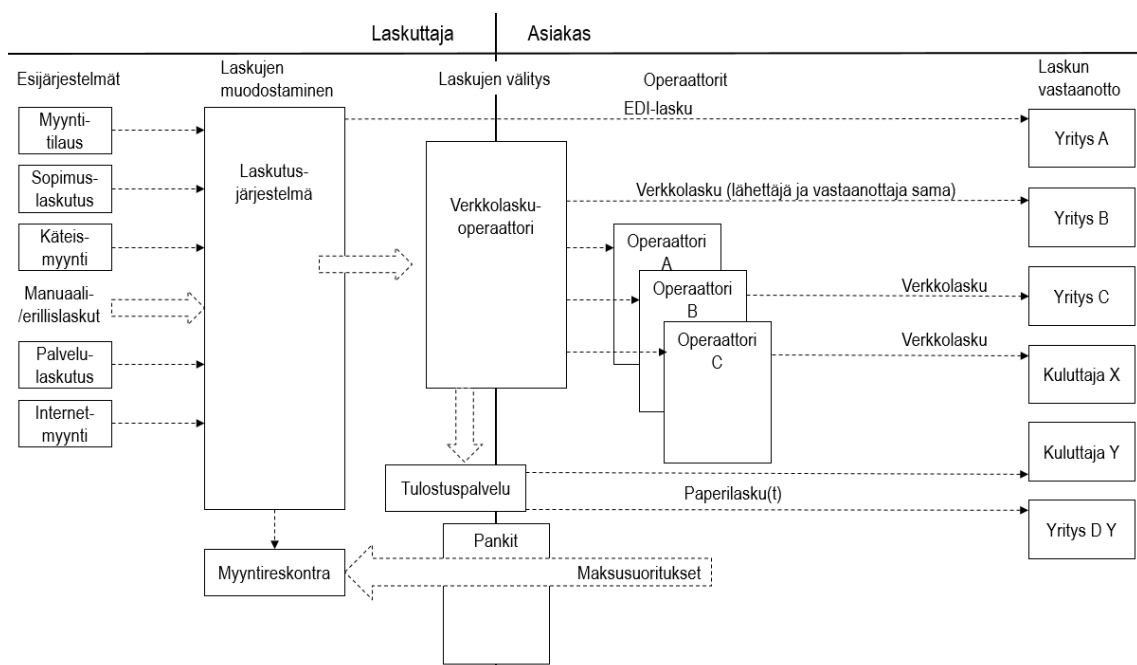 Laskuttaja
Asiakas
Esijärjestelmät
Laskujen
muodostaminen
Laskujen välitys
Operaattorit
Laskun
vastaanotto
Myynti-
tilaus
Sopimus-
laskutus
Käteis-
myynti
Manuaali-
/erillislaskut
Palvelu-
laskutus
Internet-
myynti
Laskutus-
järjestelmä
Verkkolasku-
operaattori
EDI-lasku
Verkkolasku (lähettäjä ja vastaanottaja sama)
Operaattori
A
Operaattori
B
Operaattori
C
Verkkolasku
Verkkolasku
Yritys A
Yritys B
Yritys C
Kuluttaja X
Kuluttaja Y
Yritys D Y
Tulostuspalvelu
Paperilasku(t)
Pankit
Myyntireskontra
Maksusuoritukset